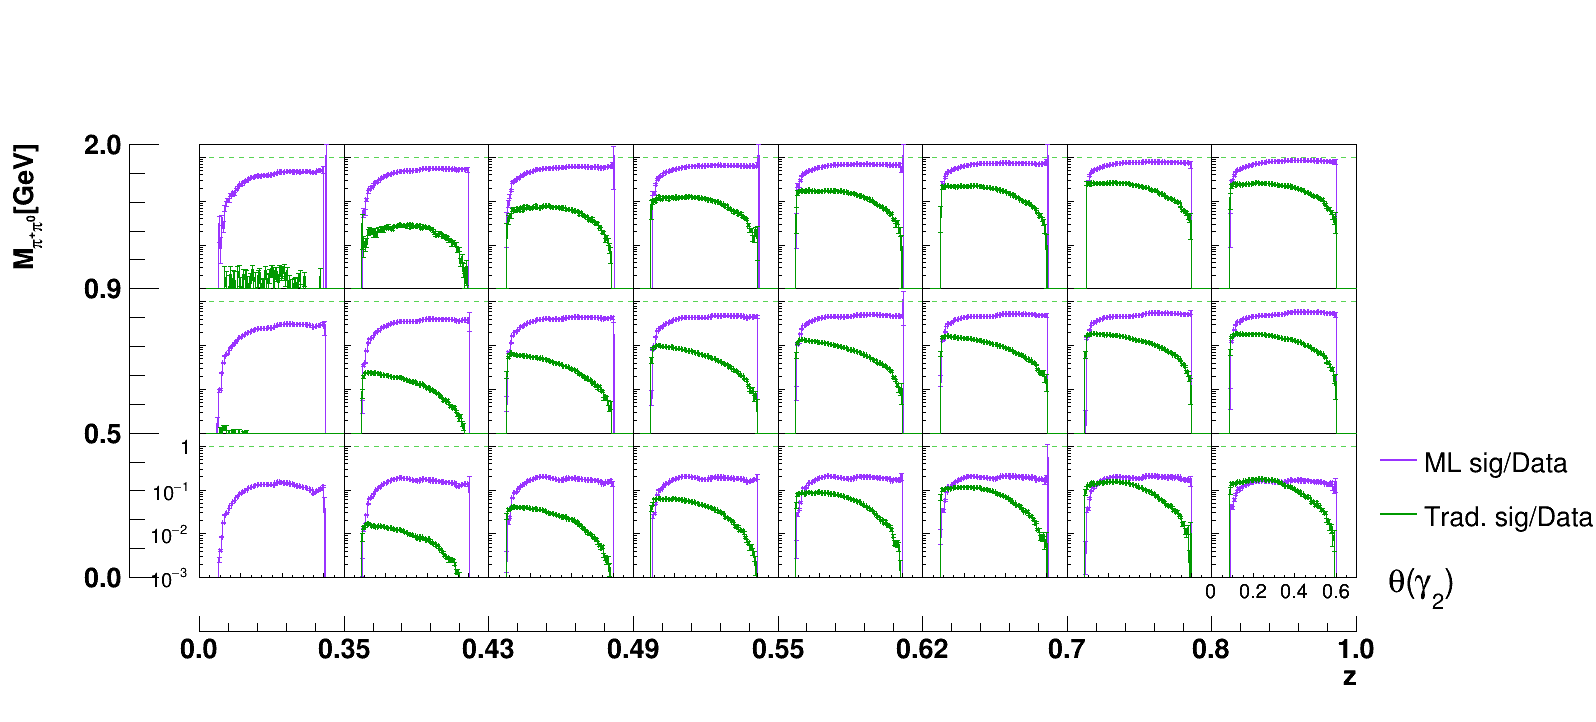 M_{π⁺π⁰}[GeV]
2.0
0.9
0.5
0.0
1
10⁻¹
10⁻²
10⁻³
ML sig/Data
Trad. sig/Data
θ(γ₂)
0 0.2 0.4 0.6
0.0 0.35 0.43 0.49 0.55 0.62 0.7 0.8 1.0
z